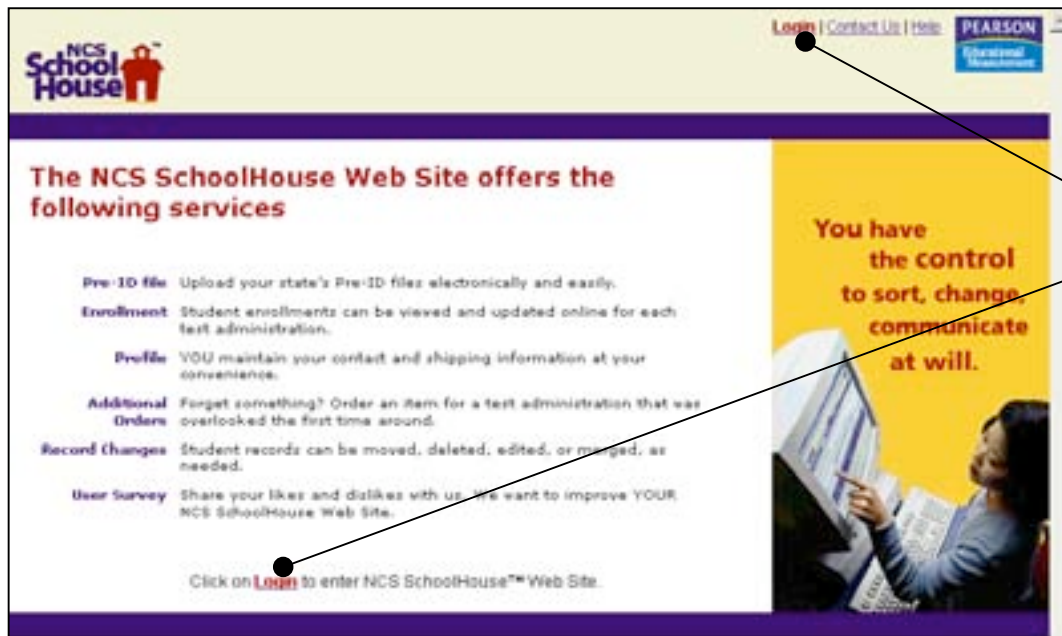 Login | Contact Us | Help
PEARSON
Educational
Measurement
NCS
School
House
™
The NCS SchoolHouse Web Site offers the
following services
Pre-ID file Upload your state's Pre-ID files electronically and easily.
Enrollment Student enrollments can be viewed and updated online for each
test administration.
Profile YOU maintain your contact and shipping information at your
convenience.
Additional Forget something? Order an item for a test administration that was
Orders overlooked the first time around.
Record Changes Student records can be moved, deleted, edited, or merged, as
needed.
User Survey Share your likes and dislikes with us. We want to improve YOUR
NCS SchoolHouse Web Site.
Click on Login to enter NCS SchoolHouse™ Web Site.
You have
the control
to sort, change,
communicate
at will.